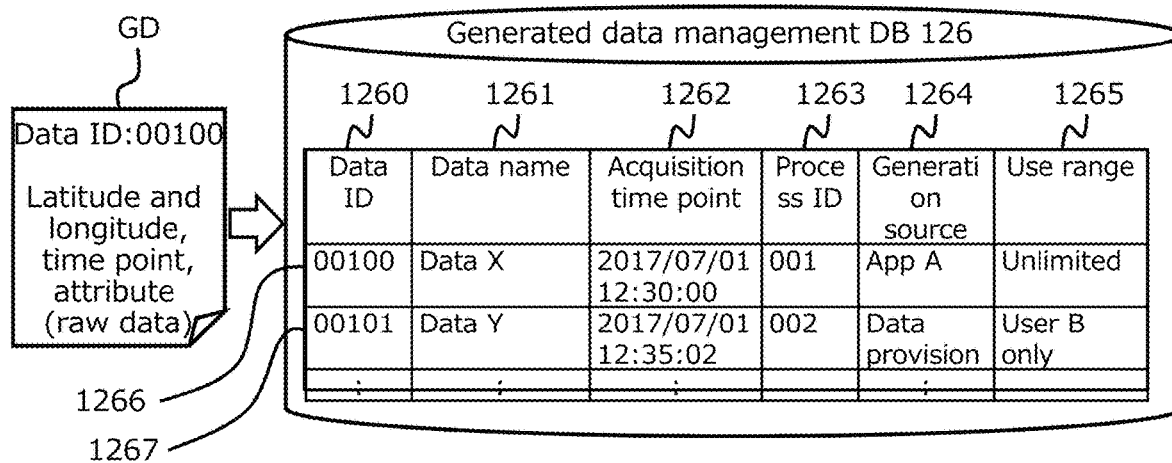 GD
Generated data management DB 126
1260 1261 1262 1263 1264 1265
Data ID:00100
Latitude and
longitude,
time point,
attribute
(raw data)
Data
ID
Data name
Acquisition
time point
Proce
ss ID
Generati
on
source
Use range
00100 Data X 2017/07/01
12:30:00
001 App A Unlimited
00101 Data Y 2017/07/01
12:35:02
002 Data
provision
User B
only
1266
1267